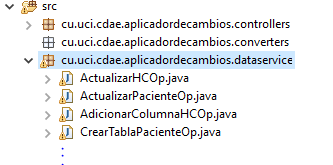 src
cu.uci.cdae.aplicadordecambios.controllers
cu.uci.cdae.aplicadordecambios.converters
cu.uci.cdae.aplicadordecambios.dataservice
ActualizarHCOp.java
ActualizarPacienteOp.java
AdicionarColumnaHCOp.java
CrearTablaPacienteOp.java